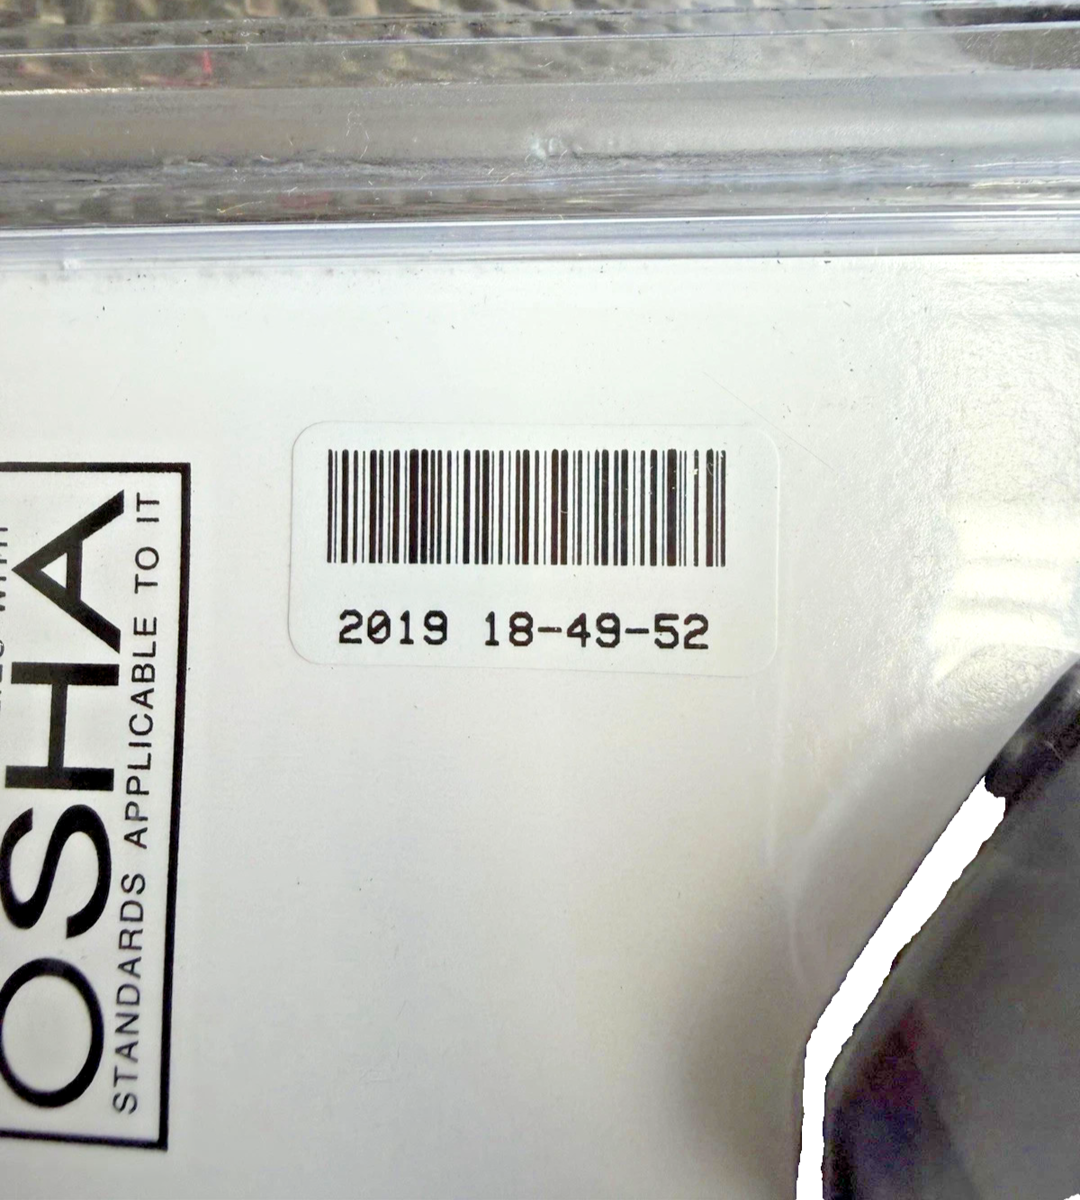 2019 18-49-52
OSHA
STANDARDS APPLICABLE TO IT